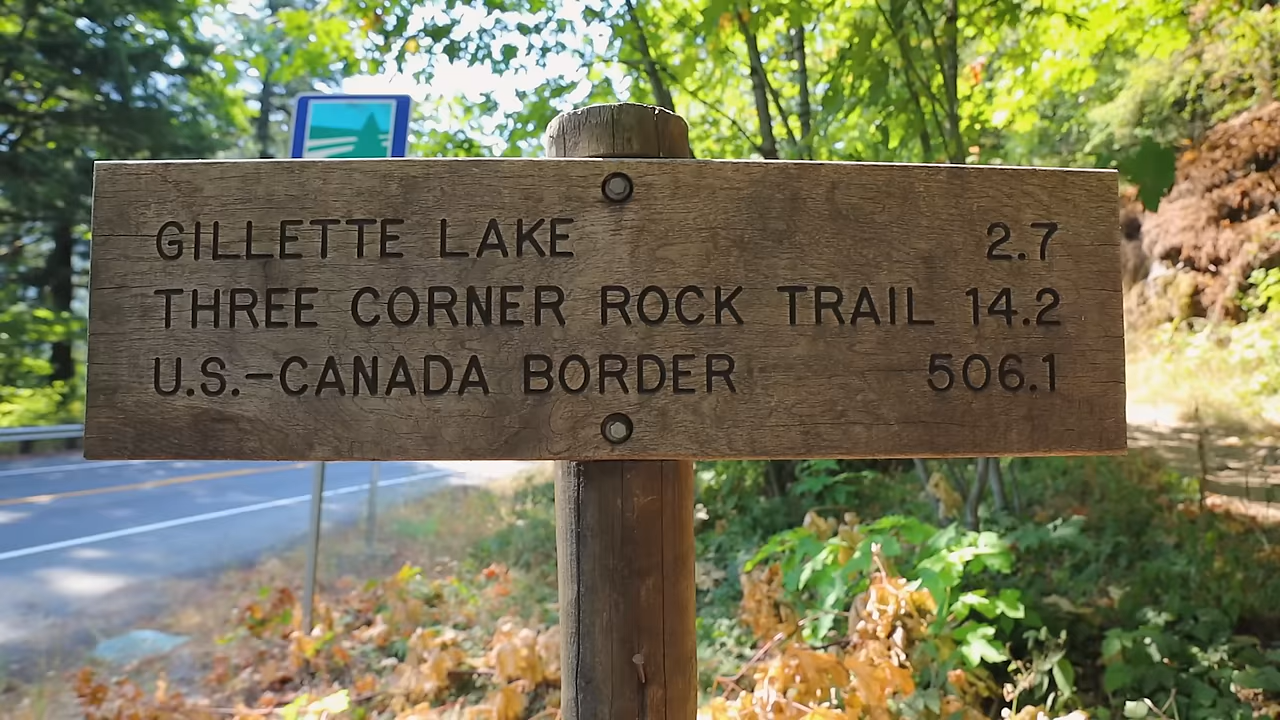 GILLETTE LAKE 2.7
THREE CORNER ROCK TRAIL 14.2
U.S.-CANADA BORDER 506.1